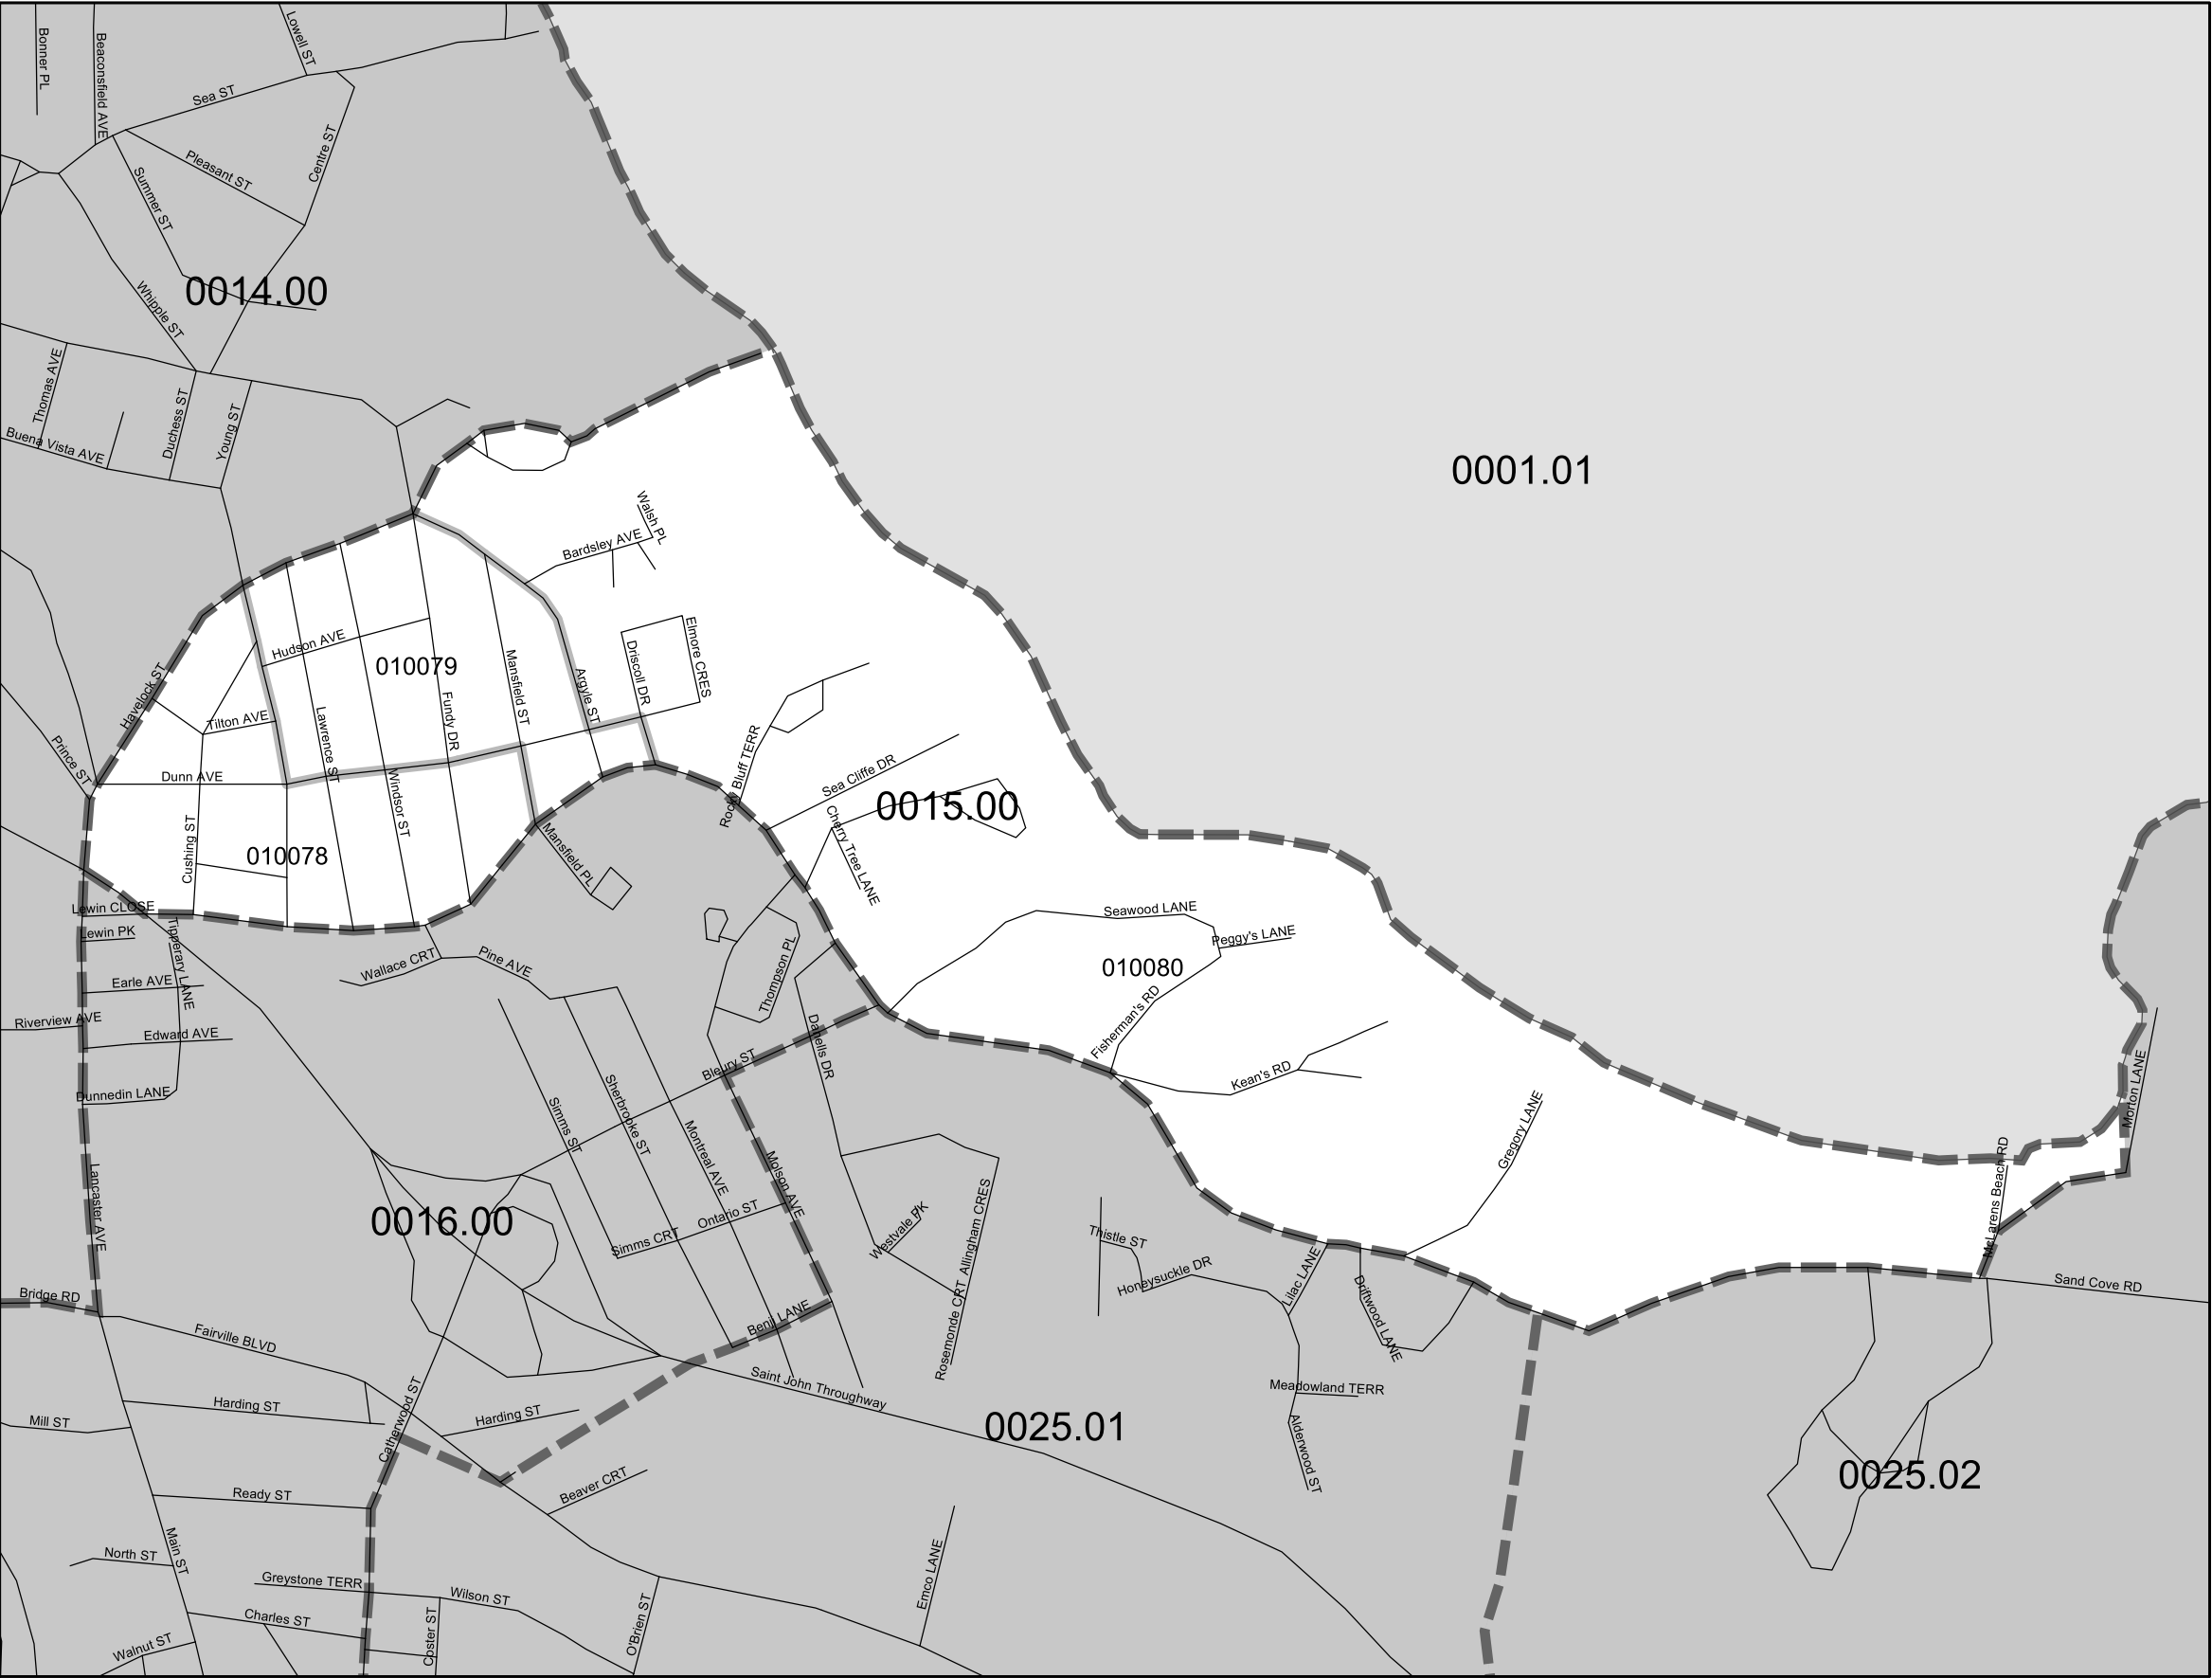 Bonner PL
Beaconsfield AVE
Lowell ST
Sea ST
Centre ST
Pleasant ST
Summer ST
0014.00
Whipple ST
Thomas AVE
Duchess ST
Young ST
Buena Vista AVE
0001.01
Walsh PL
Bardsley AVE
Hudson AVE
010079
Elmore CRES
Driscoll DR
Mansfield ST
Argyle ST
Havelock ST
Tilton AVE
Lawrence ST
Fundy DR
Prince ST
Dunn AVE
Windsor ST
Rocky Bluff TERR
Sea Cliffe DR
0015.00
Cherry Tree LANE
Cushing ST
010078
Mansfield PL
Lewin CLOSE
Lewin PK
Tipperary LANE
Seawood LANE
Peggy's LANE
010080
Wallace CRT
Pine AVE
Thompson PL
Earle AVE
Riverview AVE
Edward AVE
Daniells DR
Fisherman's RD
Kean's RD
Bleury ST
Dunnedin LANE
Simms ST
Sherbrooke ST
Montreal AVE
Molson AVE
Gregory LANE
Morton LANE
McLarens Beach RD
Lancaster AVE
0016.00
Ontario ST
Simms CRT
Westvale PK
Allingham CRES
Thistle ST
Honeysuckle DR
Lilac LANE
Driftwood LANE
Sand Cove RD
Bridge RD
Fairville BLVD
Benji LANE
Rosemonde CRT
Saint John Throughway
Meadowland TERR
Harding ST
Harding ST
Mill ST
Catherwood ST
0025.01
Alderwood ST
0025.02
Beaver CRT
Ready ST
Main ST
North ST
Greystone TERR
Wilson ST
Emco LANE
Charles ST
Coster ST
O'Brien ST
Walnut ST